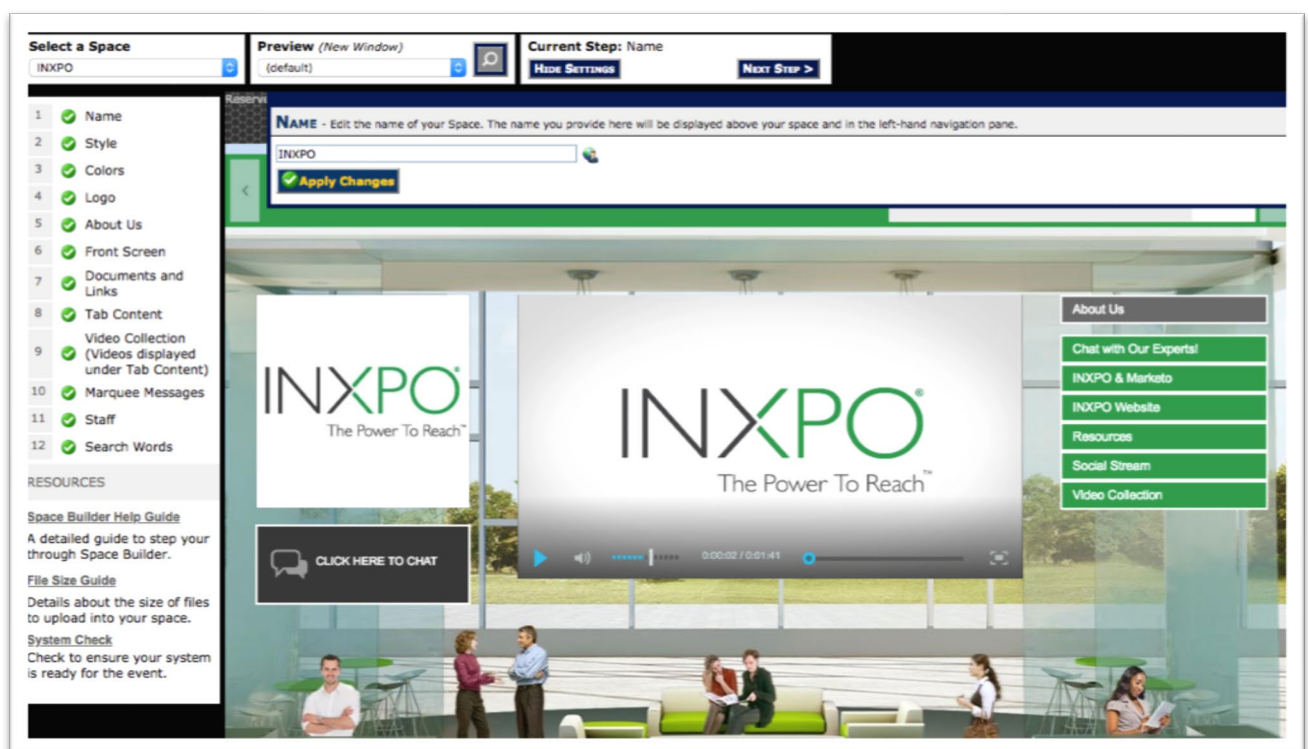 Select a Space
INXPO
Preview (New Window)
(default)
Current Step: Name
HIDE SETTINGS
NEXT STEP >
1 Name
2 Style
3 Colors
4 Logo
5 About Us
6 Front Screen
7 Documents and
Links
8 Tab Content
9 Video Collection
(Videos displayed
under Tab Content)
10 Marquee Messages
11 Staff
12 Search Words
RESOURCES
Space Builder Help Guide
A detailed guide to step your
through Space Builder.
File Size Guide
Details about the size of files
to upload into your space.
System Check
Check to ensure your system
is ready for the event.
NAME - Edit the name of your Space. The name you provide here will be displayed above your space and in the left-hand navigation pane.
INXPO
Apply Changes
INXPO®
The Power To Reach™
CLICK HERE TO CHAT
INXPO®
The Power To Reach™
0:00:02 / 0:01:41
About Us
Chat with Our Experts!
INXPO & Marketo
INXPO Website
Resources
Social Stream
Video Collection